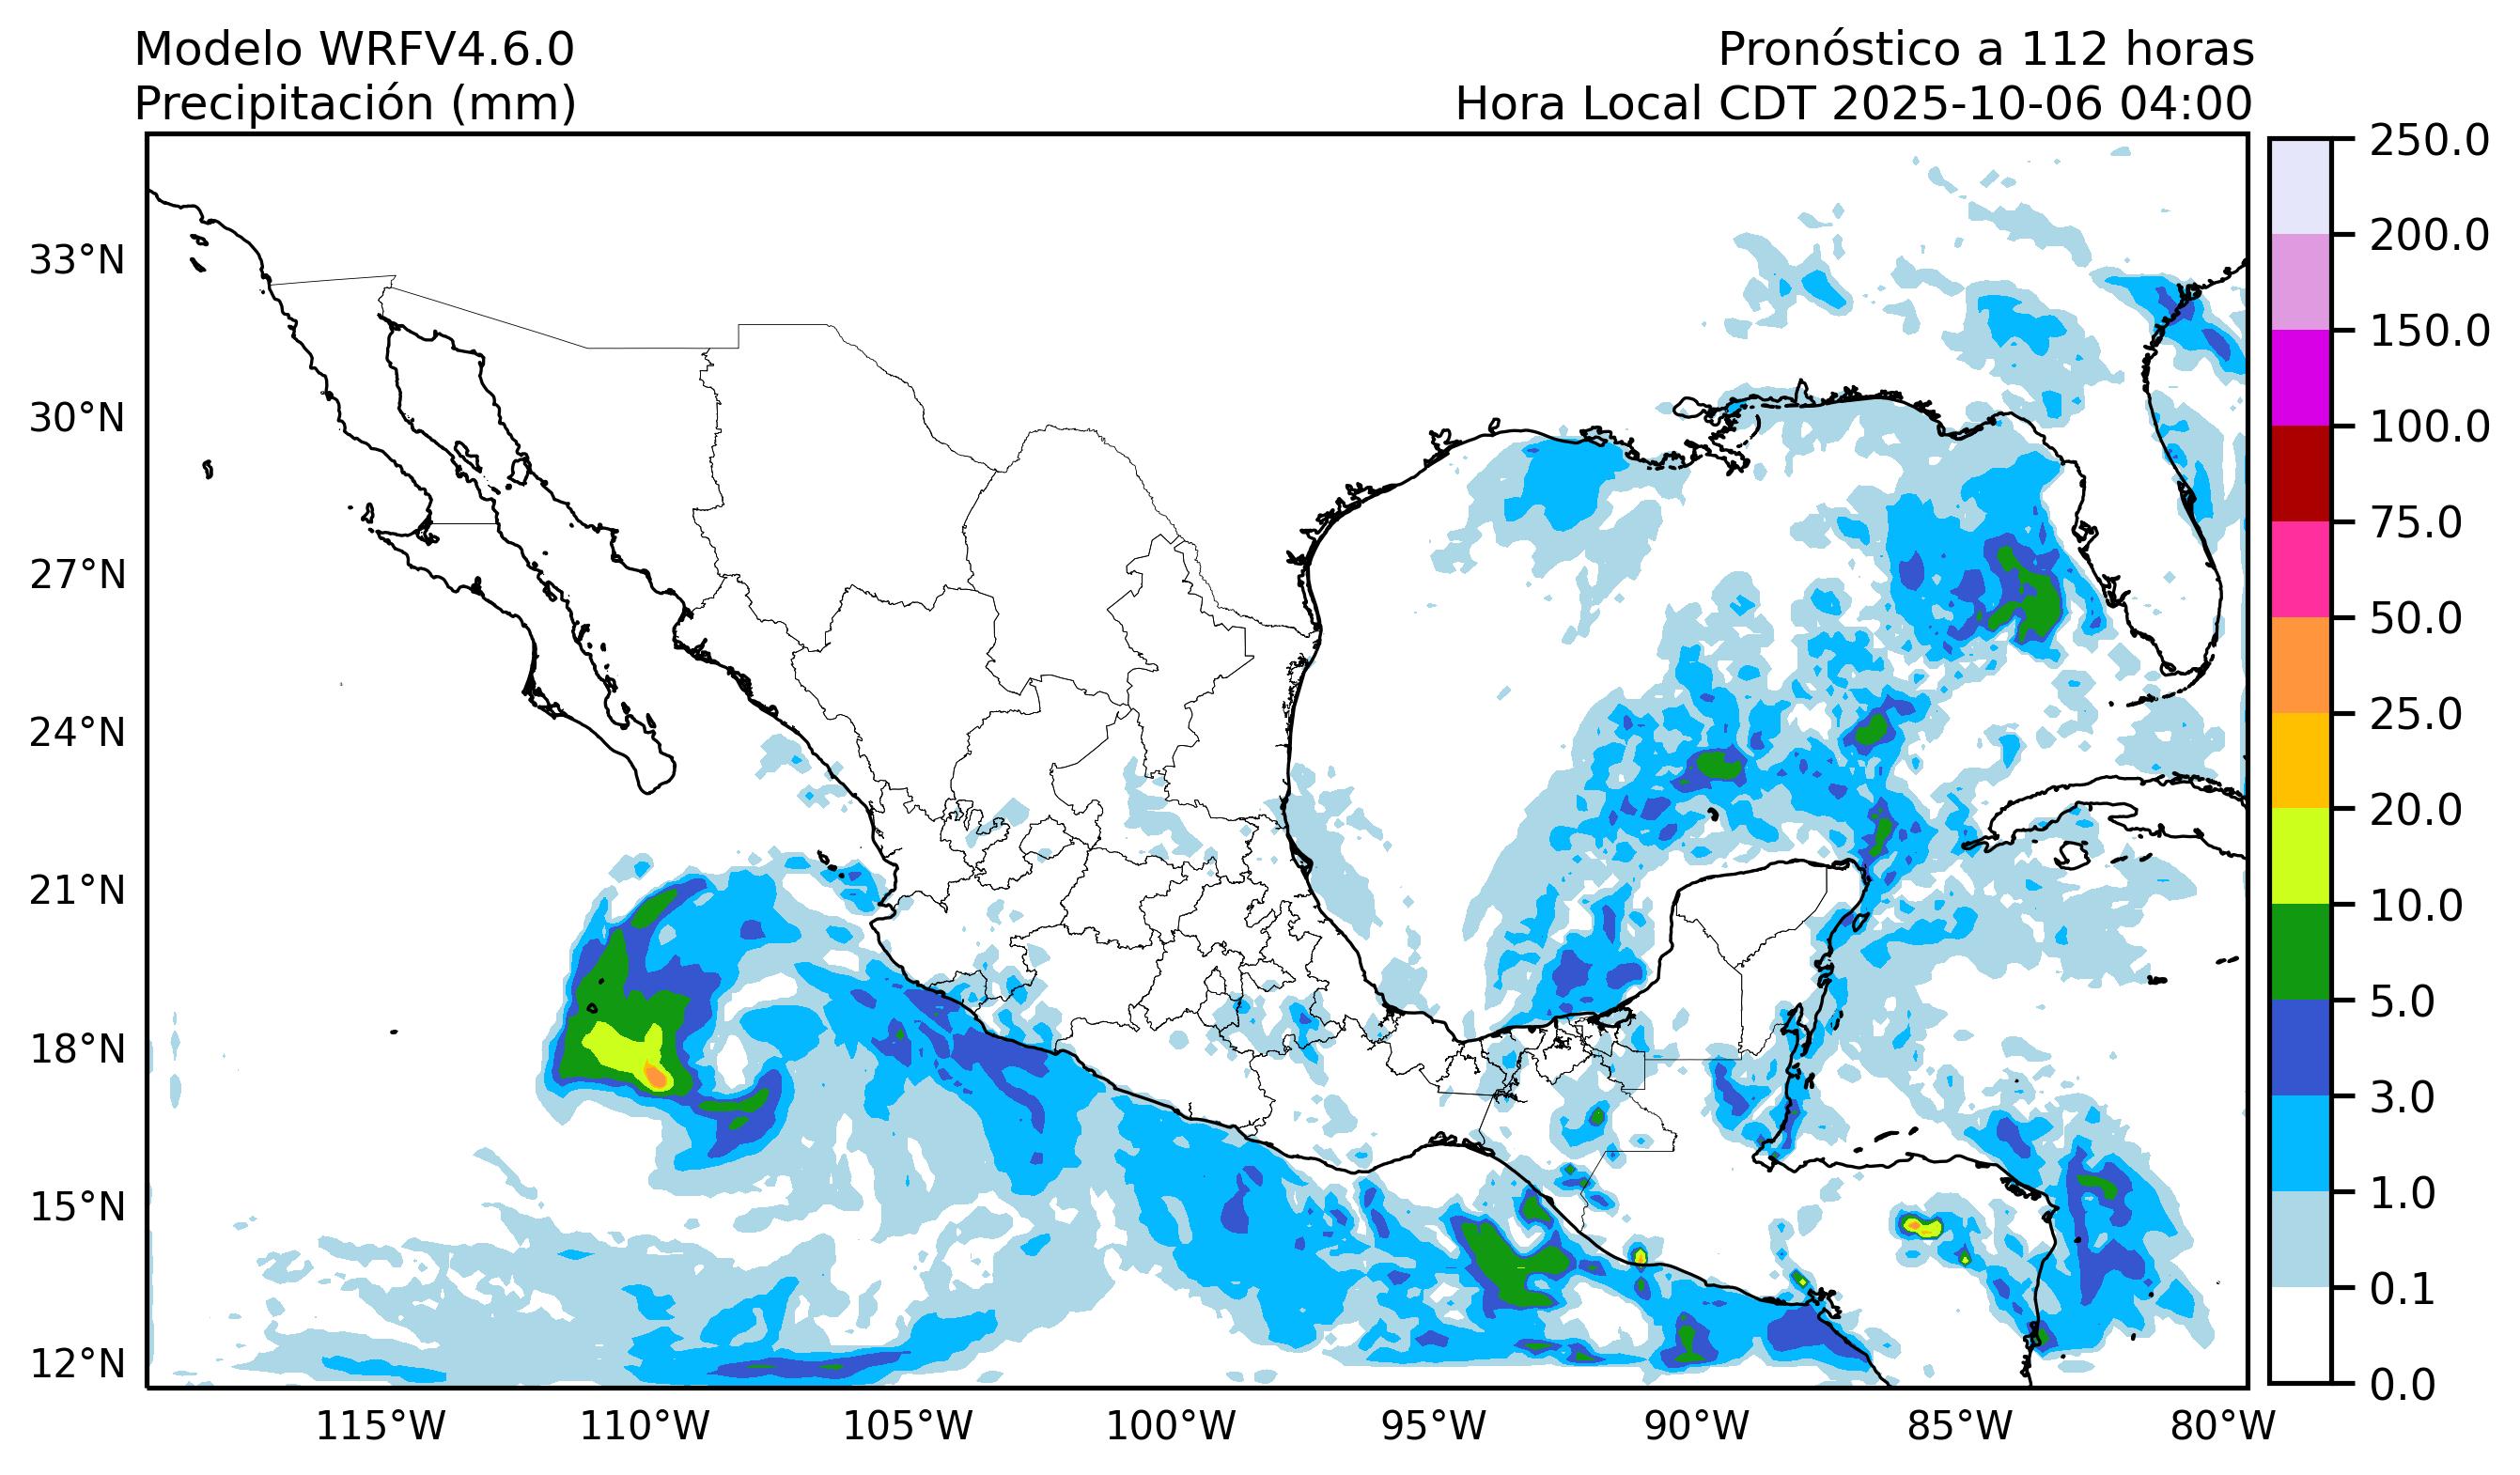 Modelo WRFV4.6.0
Precipitación (mm)
Pronóstico a 112 horas
Hora Local CDT 2025-10-06 04:00
33°N
30°N
27°N
24°N
21°N
18°N
15°N
12°N
115°W
110°W
105°W
100°W
95°W
90°W
85°W
80°W
250.0
200.0
150.0
100.0
75.0
50.0
25.0
20.0
10.0
5.0
3.0
1.0
0.1
0.0